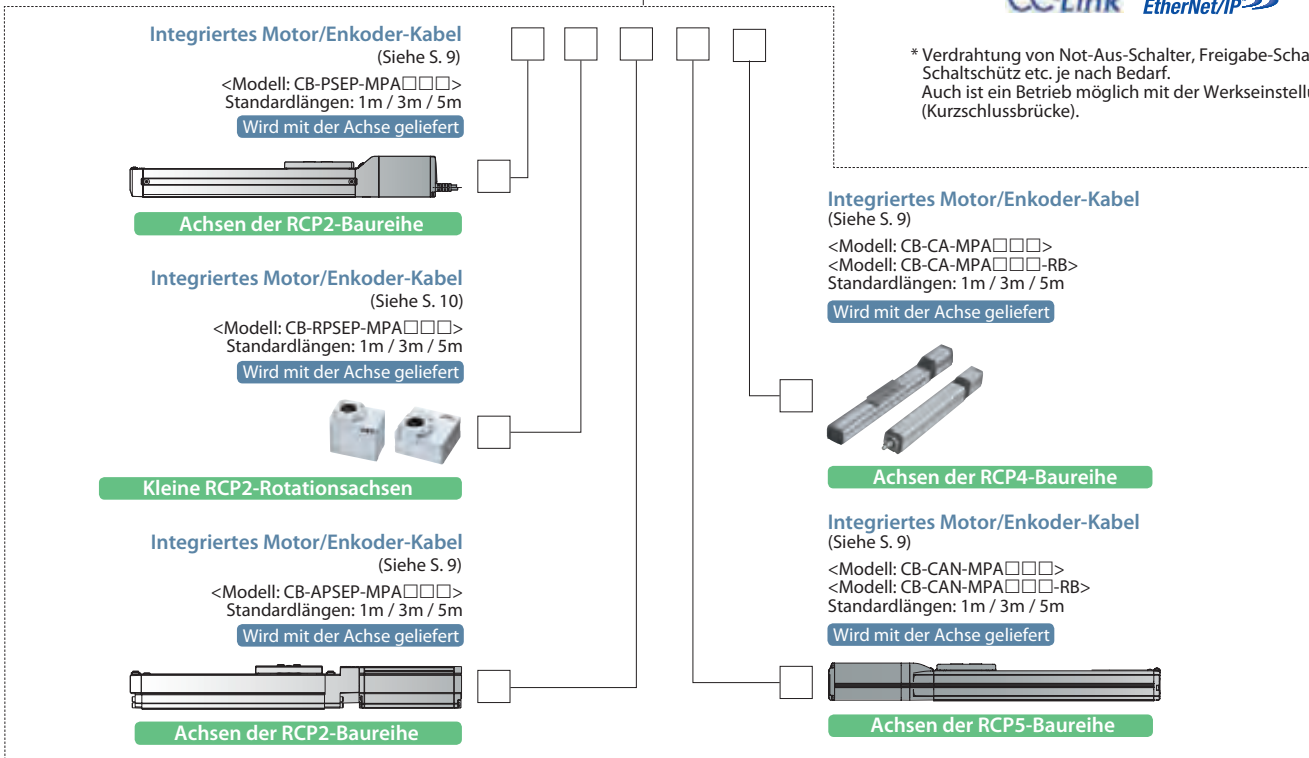 CC-Link
EtherNet/IP
* Verdrahtung von Not-Aus-Schalter, Freigabe-Scha
Schaltschütz etc. je nach Bedarf.
Auch ist ein Betrieb möglich mit der Werkseinstellu
(Kurzschlussbrücke).
Integriertes Motor/Enkoder-Kabel
(Siehe S. 9)
<Modell: CB-PSEP-MPA□□□>
Standardlängen: 1m / 3m / 5m
Wird mit der Achse geliefert
Achsen der RCP2-Baureihe
Integriertes Motor/Enkoder-Kabel
(Siehe S. 10)
<Modell: CB-RPSEP-MPA□□□>
Standardlängen: 1m / 3m / 5m
Wird mit der Achse geliefert
Kleine RCP2-Rotationsachsen
Integriertes Motor/Enkoder-Kabel
(Siehe S. 9)
<Modell: CB-APSEP-MPA□□□>
Standardlängen: 1m / 3m / 5m
Wird mit der Achse geliefert
Achsen der RCP2-Baureihe
Integriertes Motor/Enkoder-Kabel
(Siehe S. 9)
<Modell: CB-CA-MPA□□□>
<Modell: CB-CA-MPA□□□-RB>
Standardlängen: 1m / 3m / 5m
Wird mit der Achse geliefert
Achsen der RCP4-Baureihe
Integriertes Motor/Enkoder-Kabel
(Siehe S. 9)
<Modell: CB-CAN-MPA□□□>
<Modell: CB-CAN-MPA□□□-RB>
Standardlängen: 1m / 3m / 5m
Wird mit der Achse geliefert
Achsen der RCP5-Baureihe